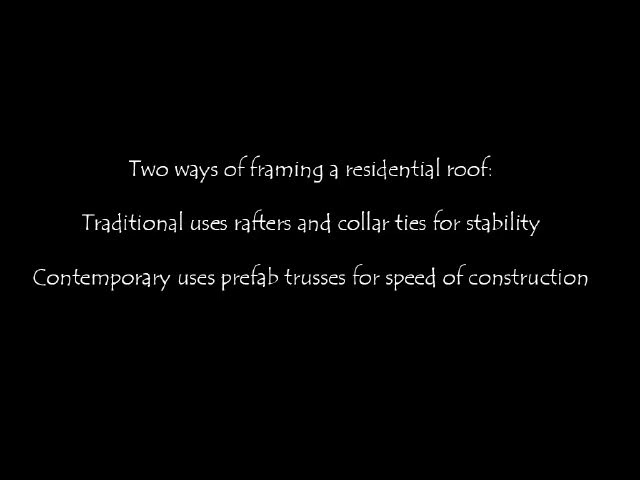 Two ways of framing a residential roof:
Traditional uses rafters and collar ties for stability
Contemporary uses prefab trusses for speed of construction